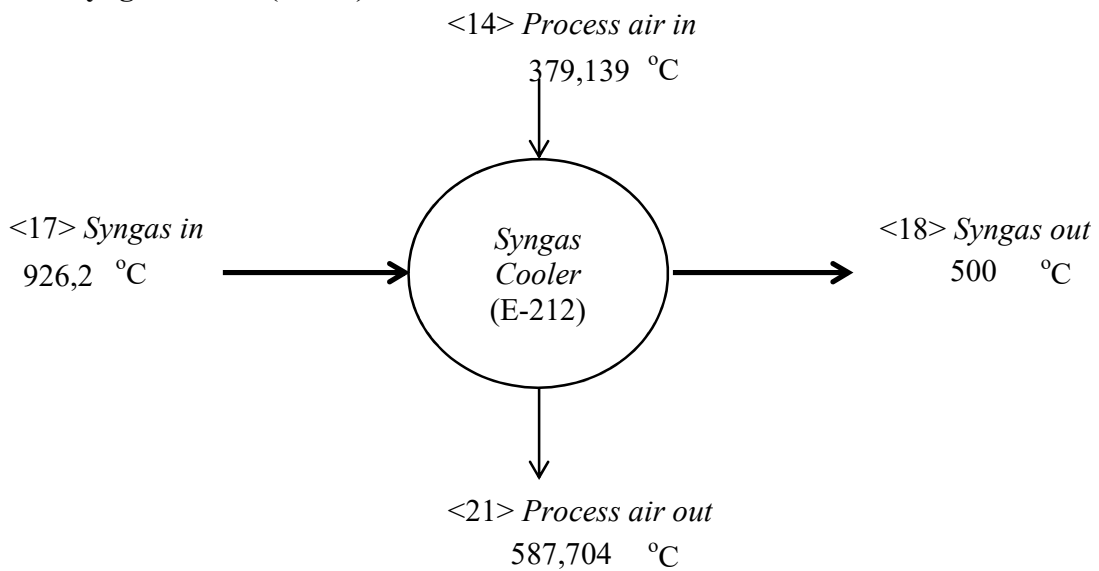 <14> Process air in
379,139 °C
<17> Syngas in
926,2 °C
Syngas
Cooler
(E-212)
<18> Syngas out
500 °C
<21> Process air out
587,704 °C